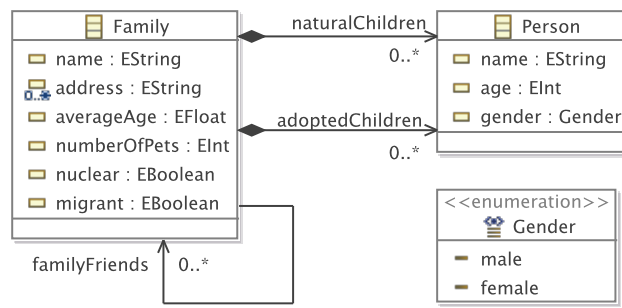 Family
name : EString
0..*
address : EString
averageAge : EFloat
numberOfPets : EInt
nuclear : EBoolean
migrant : EBoolean
naturalChildren
0..*
adoptedChildren
0..*
familyFriends
0..*
Person
name : EString
age : EInt
gender : Gender
<<enumeration>>
Gender
male
female